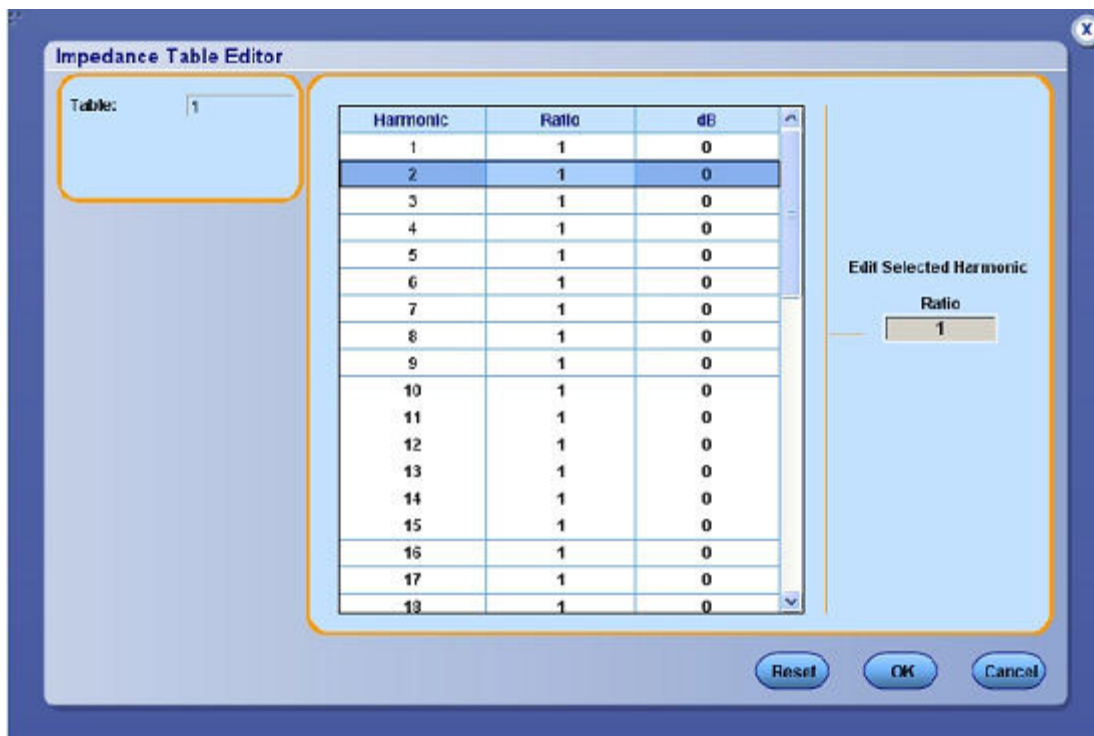 X
Impedance Table Editor
Table: 1
Harmonic Ratio dB
1 1 0
2 1 0
3 1 0
4 1 0
5 1 0
6 1 0
7 1 0
8 1 0
9 1 0
10 1 0
11 1 0
12 1 0
13 1 0
14 1 0
15 1 0
16 1 0
17 1 0
18 1 0
Edit Selected Harmonic
Ratio
1
Reset OK Cancel